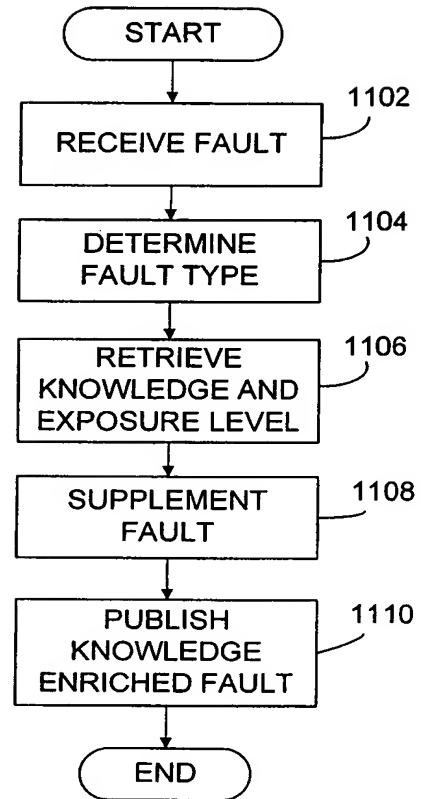 START
1102
RECEIVE FAULT
1104
DETERMINE
FAULT TYPE
1106
RETRIEVE
KNOWLEDGE AND
EXPOSURE LEVEL
1108
SUPPLEMENT
FAULT
1110
PUBLISH
KNOWLEDGE
ENRICHED FAULT
END